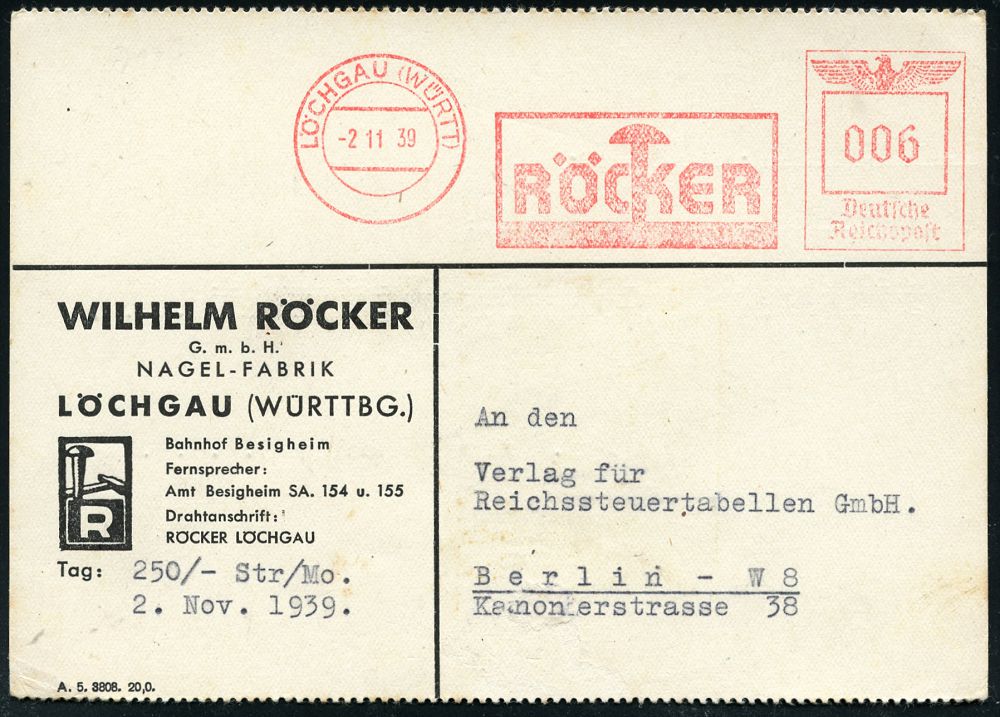 LÖCHGAU (WÜRTT)
-2 11 39
RÖCKER
006
Deutsche
Reichspost
WILHELM RÖCKER
G. m. b. H.
NAGEL-FABRIK
LÖCHGAU (WÜRTTBG.)
Bahnhof Besigheim
Fernsprecher:
Amt Besigheim SA. 154 u. 155
Drahtanschrift:
RÖCKER LÖCHGAU
R
Tag: 250/- Str/Mo.
2. Nov. 1939.
A. 5. 3808. 20,0.
An den
Verlag für
Reichssteuertabellen GmbH.
Berlin - W 8
Kanonierstrasse 38